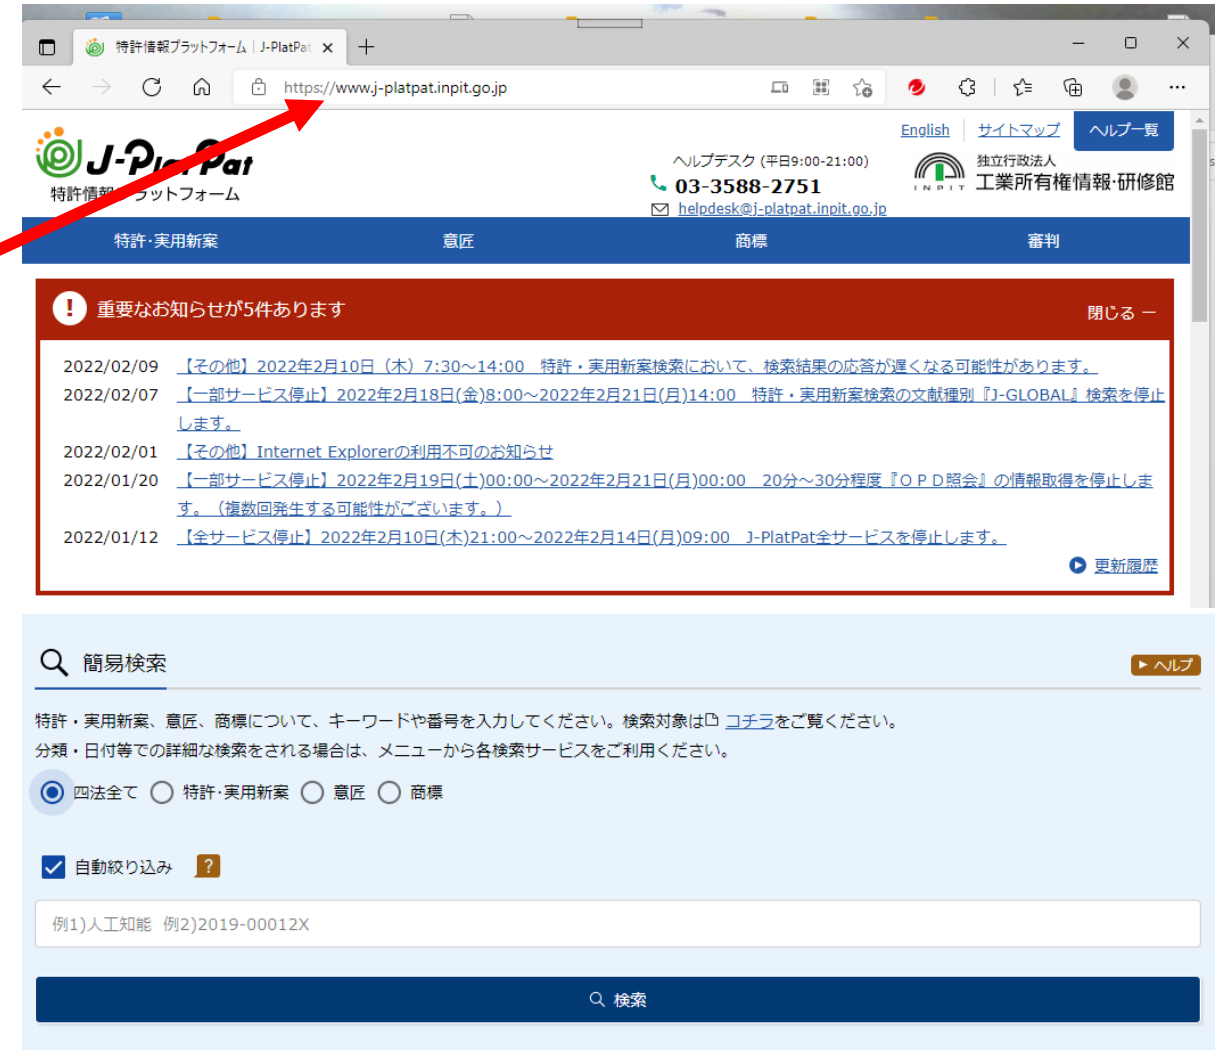 特許情報プラットフォーム | J-PlatPat
https://www.j-platpat.inpit.go.jp
English
サイトマップ
ヘルプ一覧
ヘルプデスク (平日9:00-21:00)
03-3588-2751
helpdesk@j-platpat.inpit.go.jp
INPIT
独立行政法人
工業所有権情報・研修館
特許・実用新案
意匠
商標
審判
重要なお知らせが5件あります
閉じる －
2022/02/09 【その他】2022年2月10日（木）7:30～14:00　特許・実用新案検索において、検索結果の応答が遅くなる可能性があります。
2022/02/07 【一部サービス停止】2022年2月18日(金)8:00～2022年2月21日(月)14:00　特許・実用新案検索の文献種別『J-GLOBAL』検索を停止
します。
2022/02/01 【その他】Internet Explorerの利用不可のお知らせ
2022/01/20 【一部サービス停止】2022年2月19日(土)00:00～2022年2月21日(月)00:00　20分～30分程度『ＯＰＤ照会』の情報取得を停止しま
す。（複数回発生する可能性がございます。）
2022/01/12 【全サービス停止】2022年2月10日(木)21:00～2022年2月14日(月)09:00　J-PlatPat全サービスを停止します。
更新履歴
簡易検索
ヘルプ
特許・実用新案、意匠、商標について、キーワードや番号を入力してください。検索対象は コチラをご覧ください。
分類・日付等での詳細な検索をされる場合は、メニューから各検索サービスをご利用ください。
四法全て 特許・実用新案 意匠 商標
自動絞り込み ?
例1)人工知能 例2)2019-00012X
検索